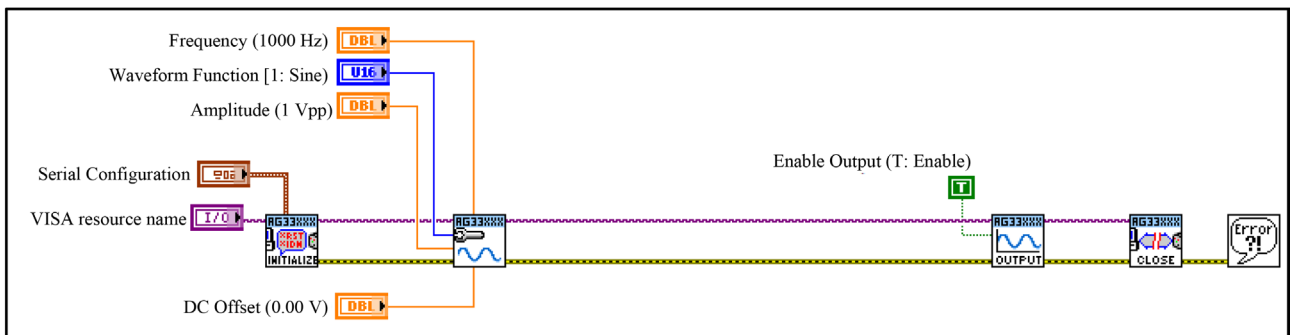 Frequency (1000 Hz)
DBL
Waveform Function [1: Sine)
U16
Amplitude (1 Vpp)
DBL
Serial Configuration
Enable Output (T: Enable)
T
VISA resource name
I/O
AG33XXX
*RST
*IDN
INITIALIZE
AG33XXX
AG33XXX
OUTPUT
AG33XXX
CLOSE
Error
?!
DC Offset (0.00 V)
DBL